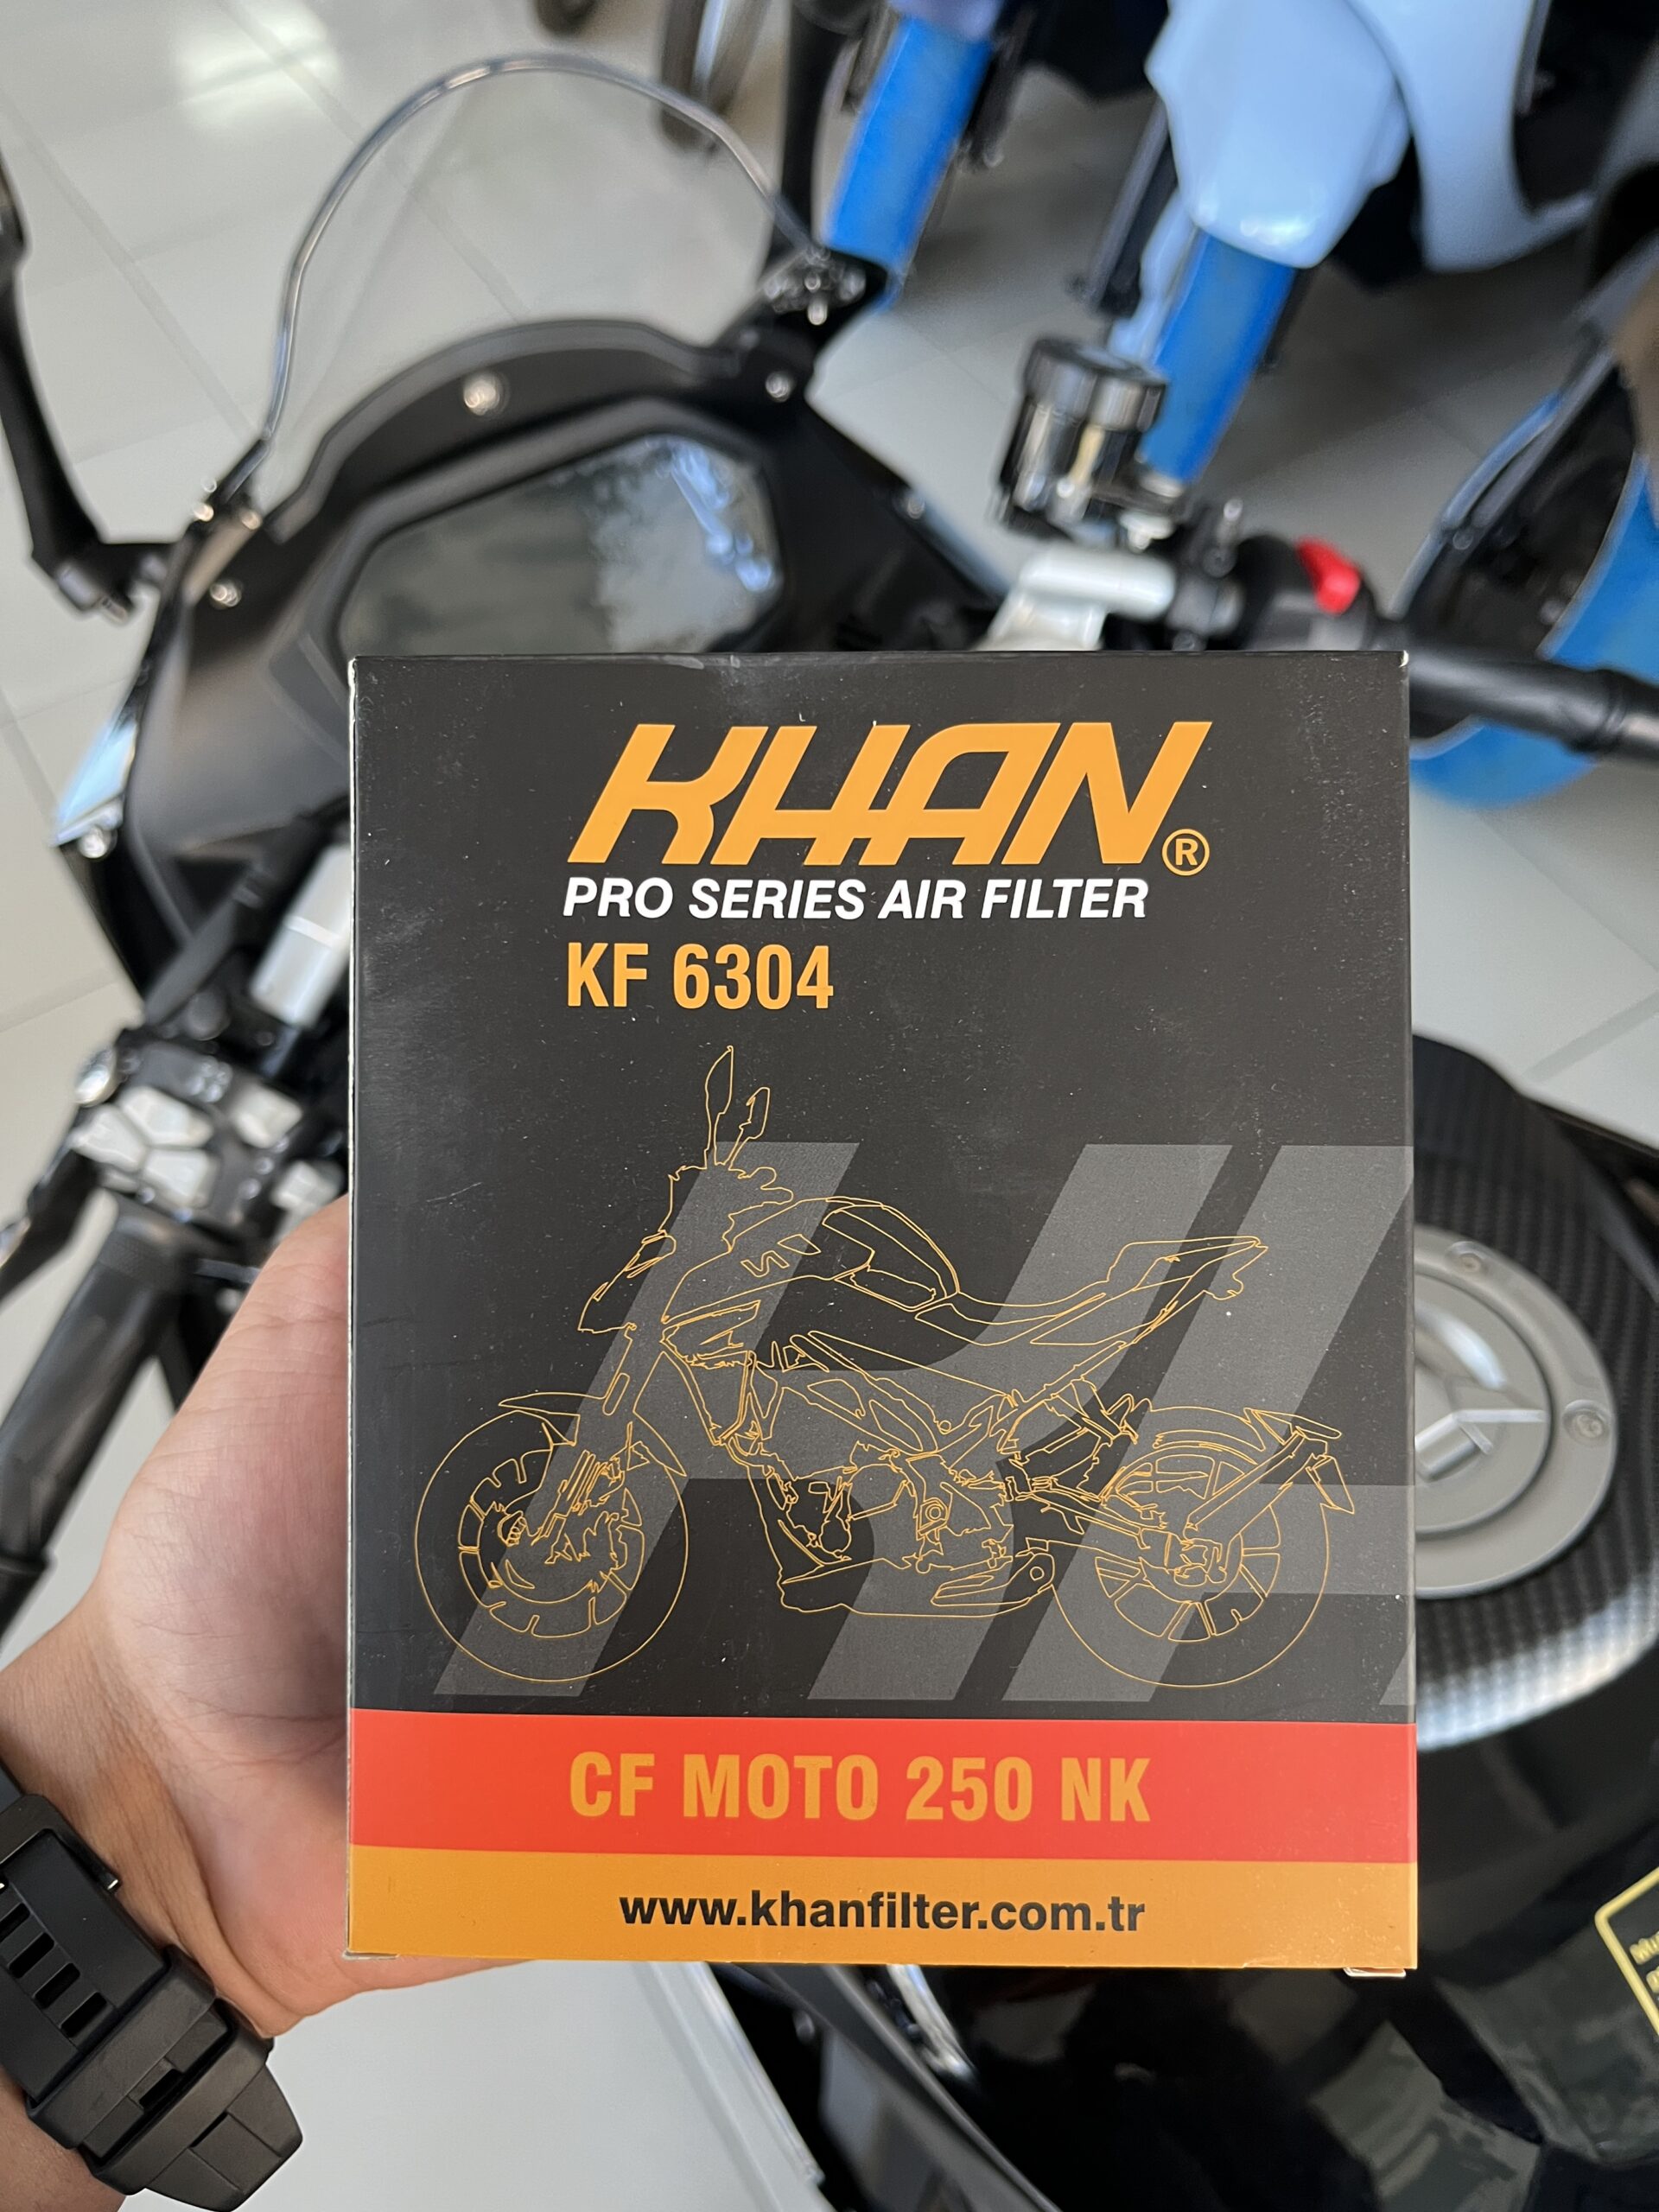 KHAN®
PRO SERIES AIR FILTER
KF 6304
CF MOTO 250 NK
www.khanfilter.com.tr